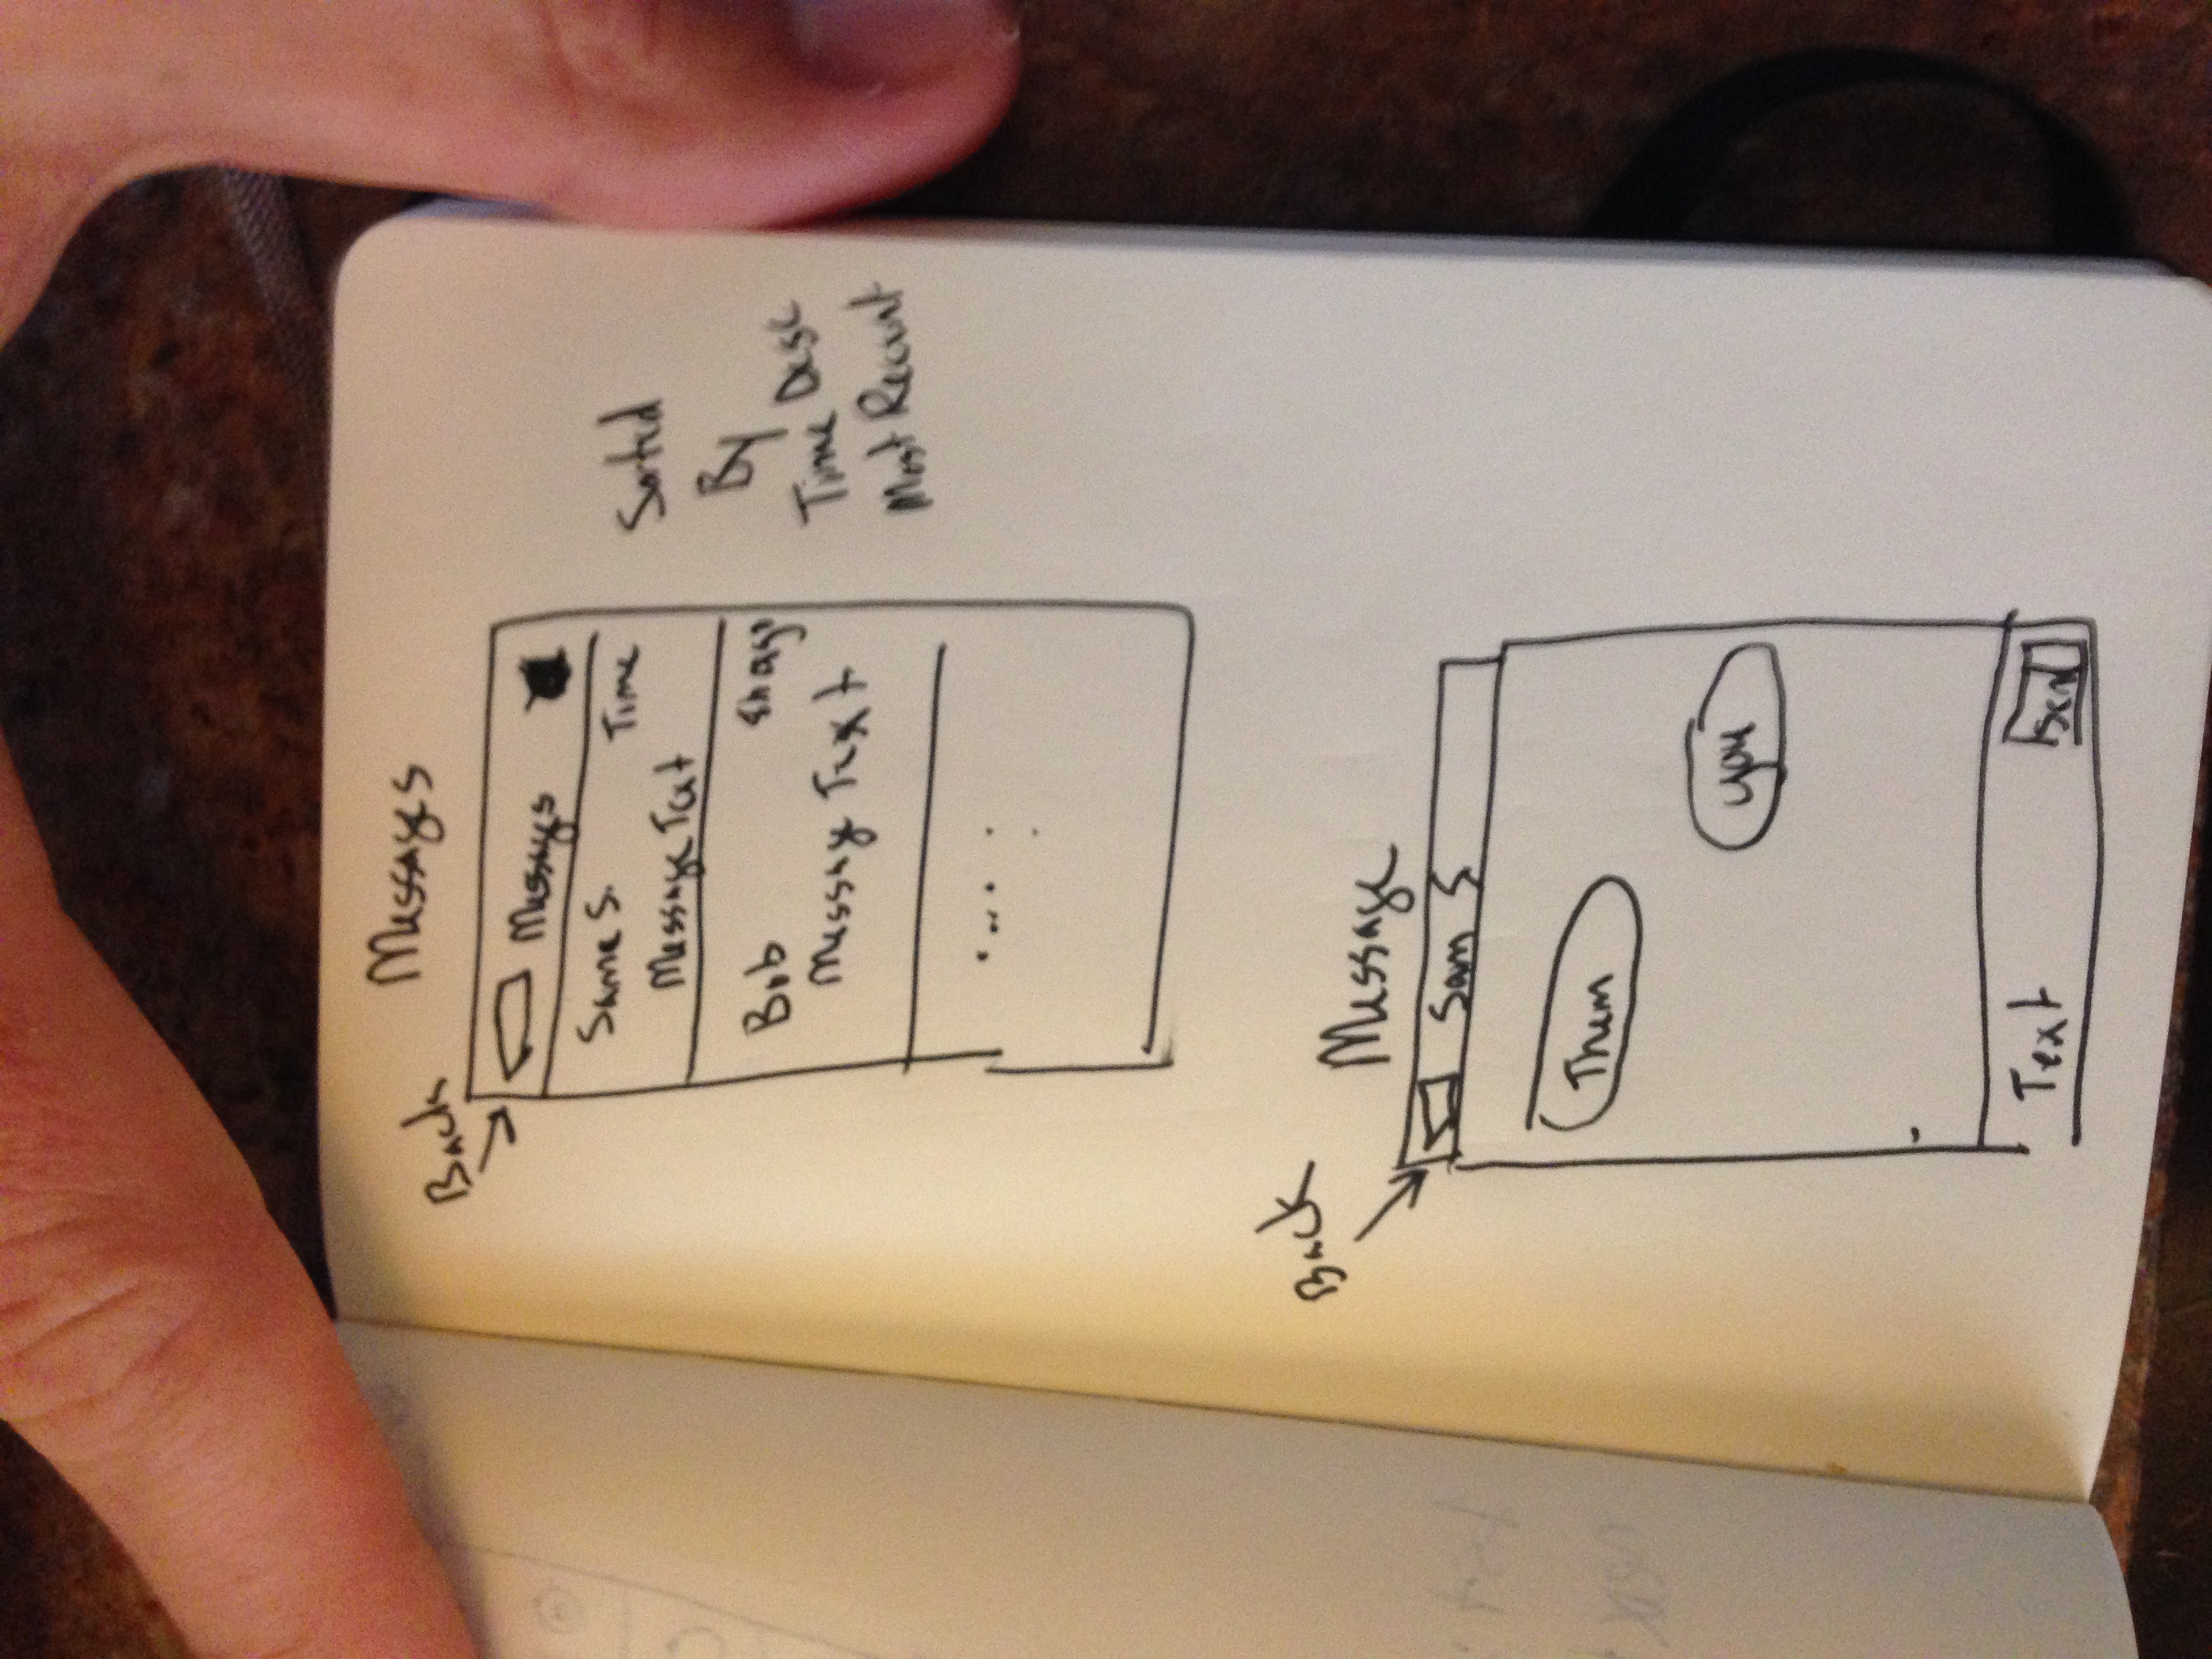 Messages
Back
Messages
Same S.
Time
Message Text
Bob
Message Text
Sorted
By
Time Desc
Most Recent
Back
Message
Sam S
Them
you
Text
Send